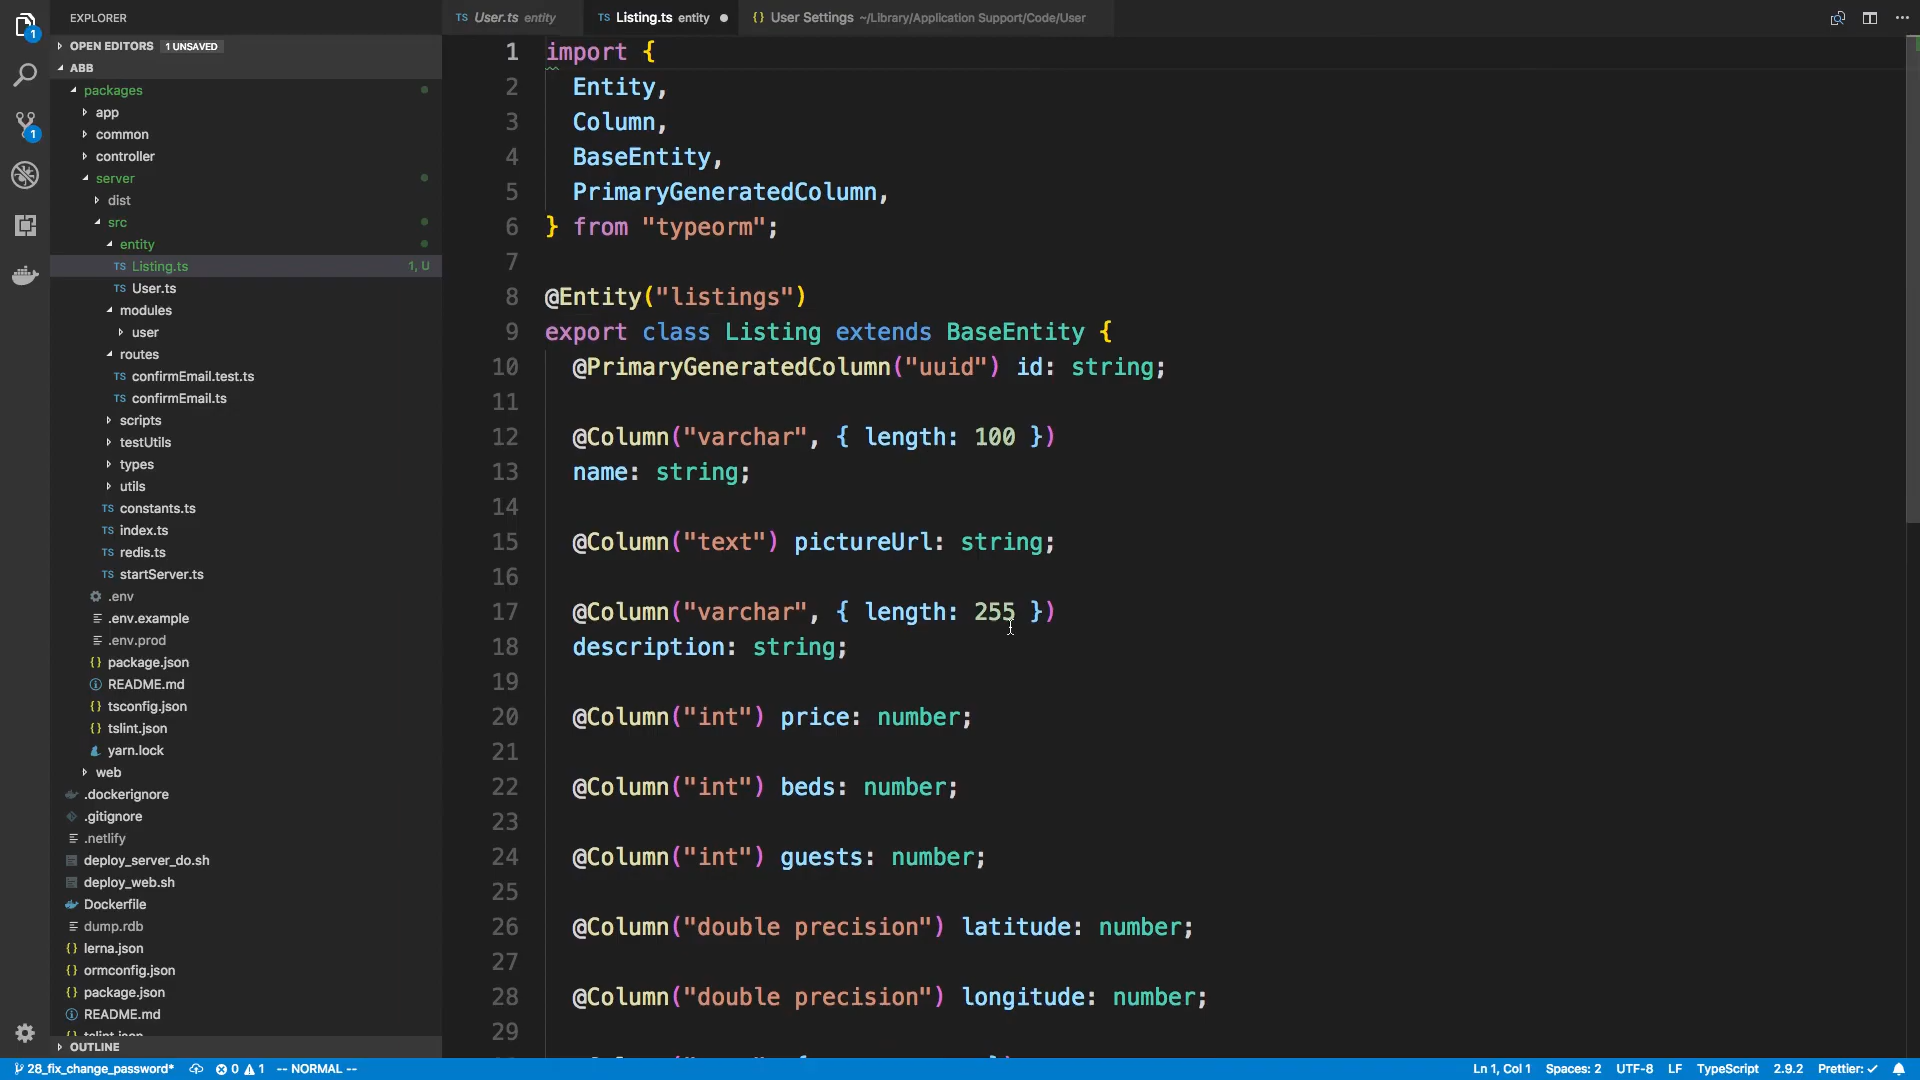 EXPLORER
OPEN EDITORS 1 UNSAVED
ABB
packages
app
common
controller
server
dist
src
entity
TS Listing.ts 1, U
TS User.ts
modules
user
routes
TS confirmEmail.test.ts
TS confirmEmail.ts
scripts
testUtils
types
utils
TS constants.ts
TS index.ts
TS redis.ts
TS startServer.ts
.env
.env.example
.env.prod
{} package.json
README.md
{} tsconfig.json
{} tslint.json
yarn.lock
web
.dockerignore
.gitignore
.netlify
deploy_server_do.sh
deploy_web.sh
Dockerfile
dump.rdb
{} lerna.json
{} ormconfig.json
{} package.json
README.md
{} tslint.json
OUTLINE
1
1
TS User.ts entity
TS Listing.ts entity
{} User Settings ~/Library/Application Support/Code/User
1 import {
2 Entity,
3 Column,
4 BaseEntity,
5 PrimaryGeneratedColumn,
6 } from "typeorm";
7
8 @Entity("listings")
9 export class Listing extends BaseEntity {
10 @PrimaryGeneratedColumn("uuid") id: string;
11
12 @Column("varchar", { length: 100 })
13 name: string;
14
15 @Column("text") pictureUrl: string;
16
17 @Column("varchar", { length: 255 })
18 description: string;
19
20 @Column("int") price: number;
21
22 @Column("int") beds: number;
23
24 @Column("int") guests: number;
25
26 @Column("double precision") latitude: number;
27
28 @Column("double precision") longitude: number;
29
28_fix_change_password* 0 1 -- NORMAL -- Ln 1, Col 1 Spaces: 2 UTF-8 LF TypeScript 2.9.2 Prettier: ✓